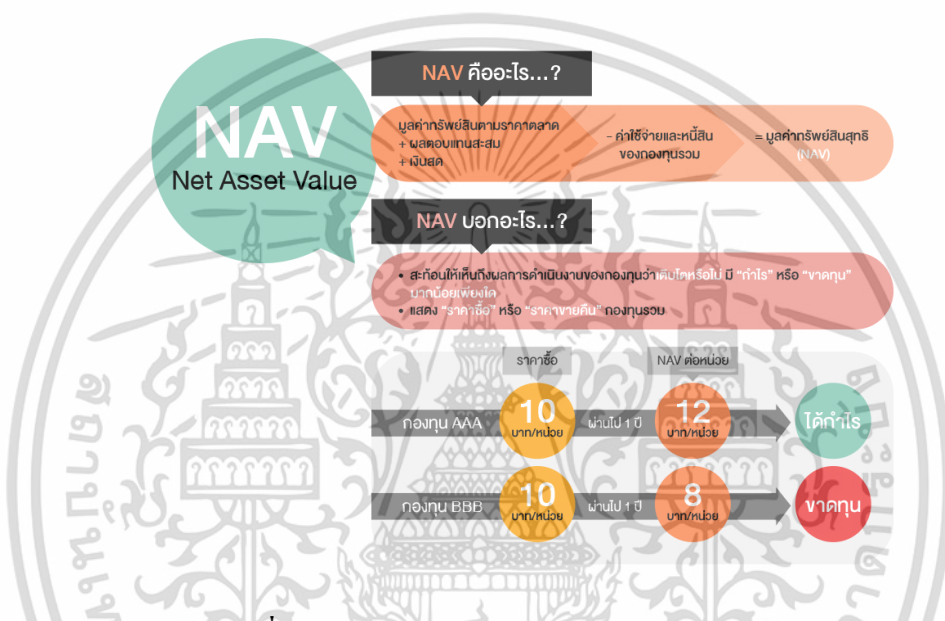 NAV
Net Asset Value
NAV คืออะไร...?
มูลค่าทรัพย์สินตามราคาตลาด
+ ผลตอบแทนสะสม
+ เงินสด
- ค่าใช้จ่ายและหนี้สิน
ของกองทุนรวม
= มูลค่าทรัพย์สินสุทธิ
(NAV)
NAV บอกอะไร...?
• สะท้อนให้เห็นถึงผลการดำเนินงานของกองทุนว่าเติบโตหรือไม่ มี “กำไร” หรือ “ขาดทุน”
มากน้อยเพียงใด
• แสดง “ราคาซื้อ” หรือ “ราคาขายคืน” กองทุนรวม
ราคาซื้อ
NAV ต่อหน่วย
กองทุน AAA
10
บาท/หน่วย
ผ่านไป 1 ปี
12
บาท/หน่วย
ได้กำไร
กองทุน BBB
10
บาท/หน่วย
ผ่านไป 1 ปี
8
บาท/หน่วย
ขาดทุน